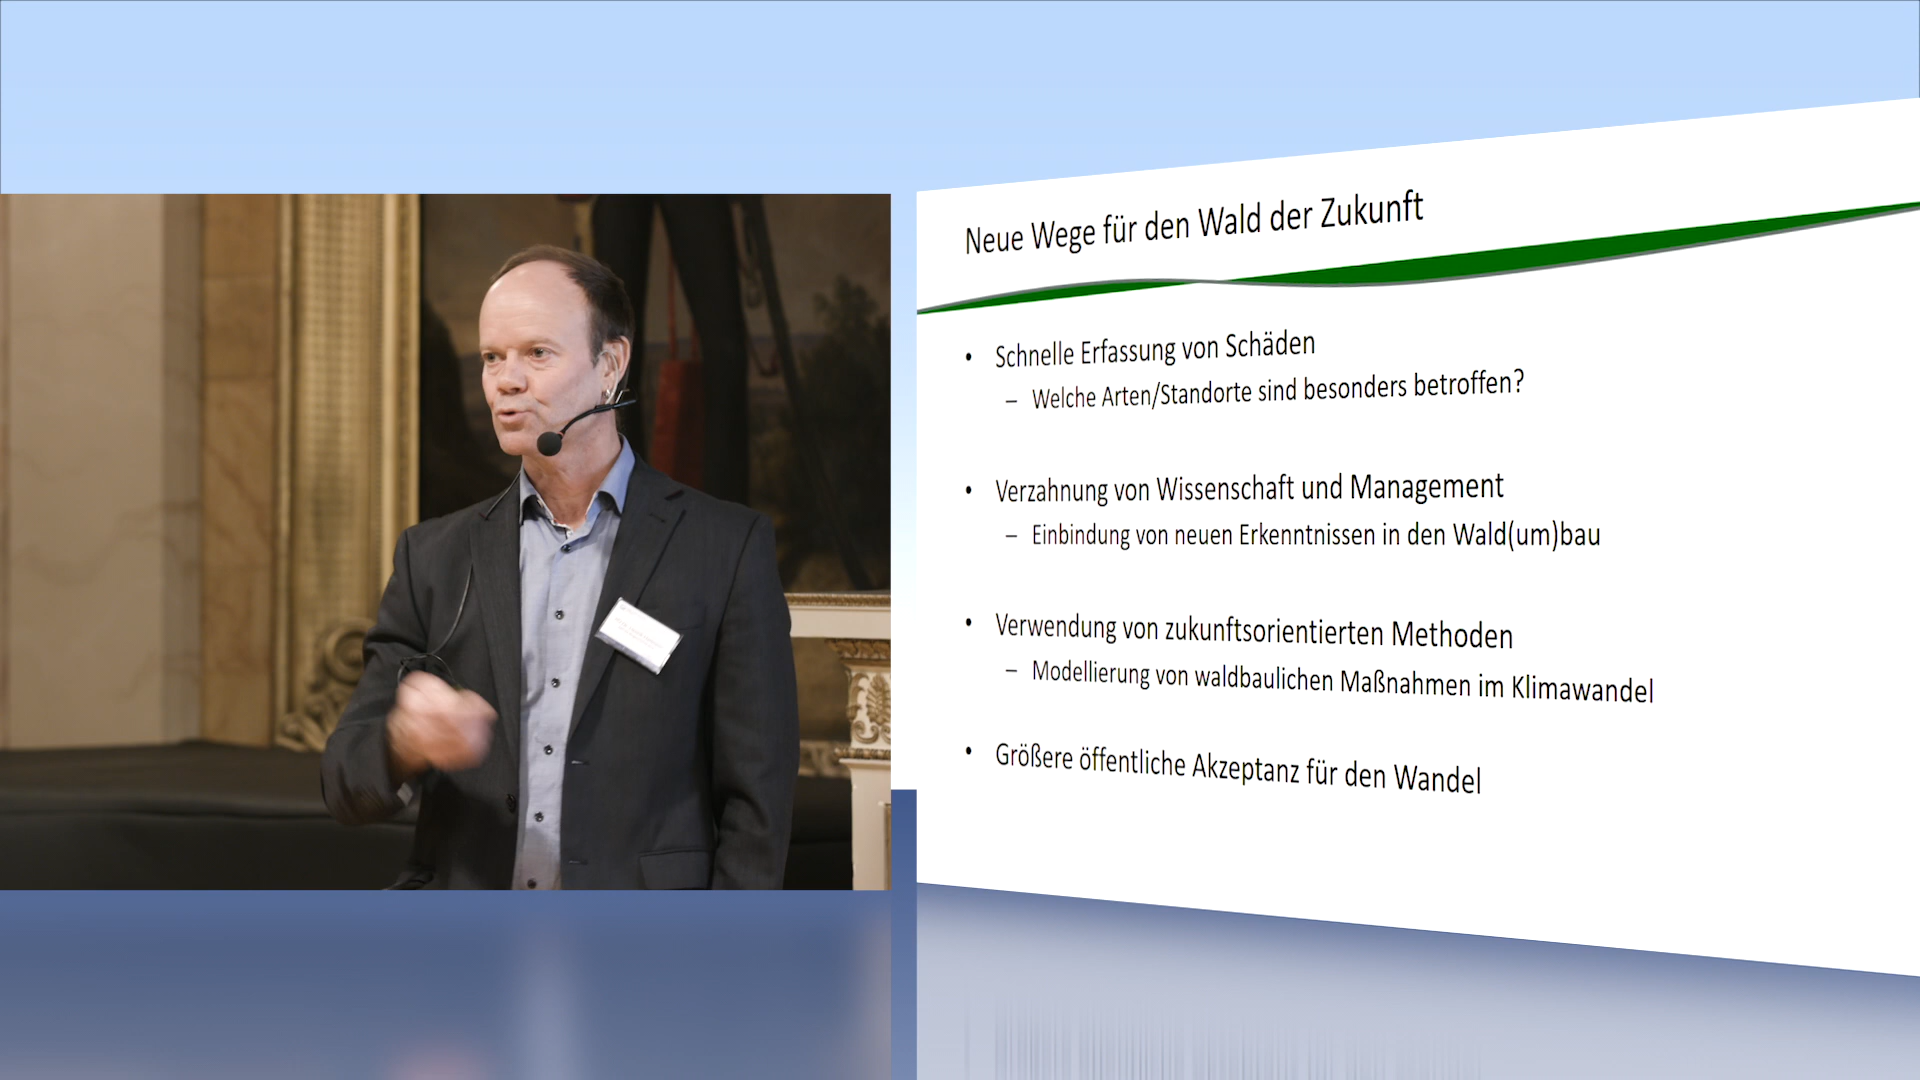 Neue Wege für den Wald der Zukunft
• Schnelle Erfassung von Schäden
– Welche Arten/Standorte sind besonders betroffen?
• Verzahnung von Wissenschaft und Management
– Einbindung von neuen Erkenntnissen in den Wald(um)bau
• Verwendung von zukunftsorientierten Methoden
– Modellierung von waldbaulichen Maßnahmen im Klimawandel
• Größere öffentliche Akzeptanz für den Wandel